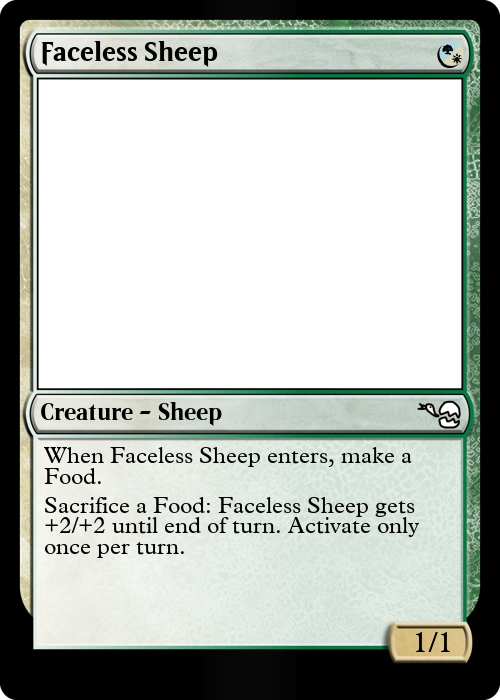 Faceless Sheep
Creature – Sheep
When Faceless Sheep enters, make a
Food.
Sacrifice a Food: Faceless Sheep gets
+2/+2 until end of turn. Activate only
once per turn.
1/1